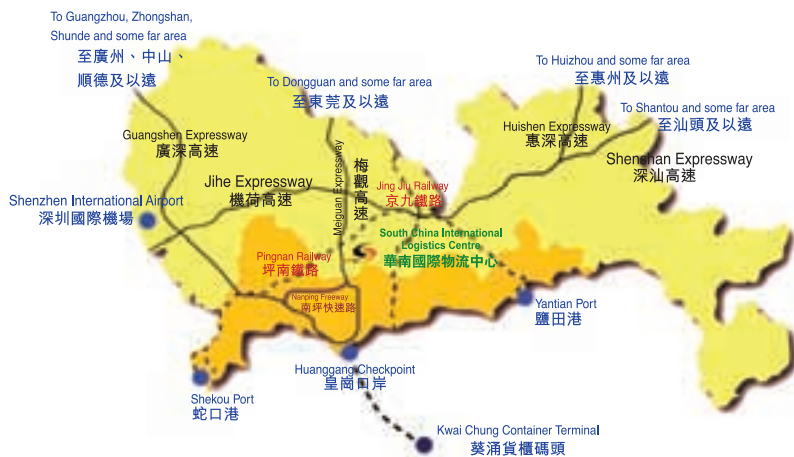 To Guangzhou, Zhongshan,
Shunde and some far area
至廣州、中山、
順德及以遠
To Dongguan and some far area
至東莞及以遠
To Huizhou and some far area
至惠州及以遠
To Shantou and some far area
至汕頭及以遠
Guangshen Expressway
廣深高速
Huishen Expressway
惠深高速
Shenshan Expressway
深汕高速
Jihe Expressway
機荷高速
Meiguan Expressway
梅觀高速
Jing Jiu Railway
京九鐵路
Shenzhen International Airport
深圳國際機場
South China International
Logistics Centre
華南國際物流中心
Pingnan Railway
坪南鐵路
Nanping Freeway
南坪快速路
Yantian Port
鹽田港
Huanggang Checkpoint
皇崗口岸
Shekou Port
蛇口港
Kwai Chung Container Terminal
葵涌貨櫃碼頭